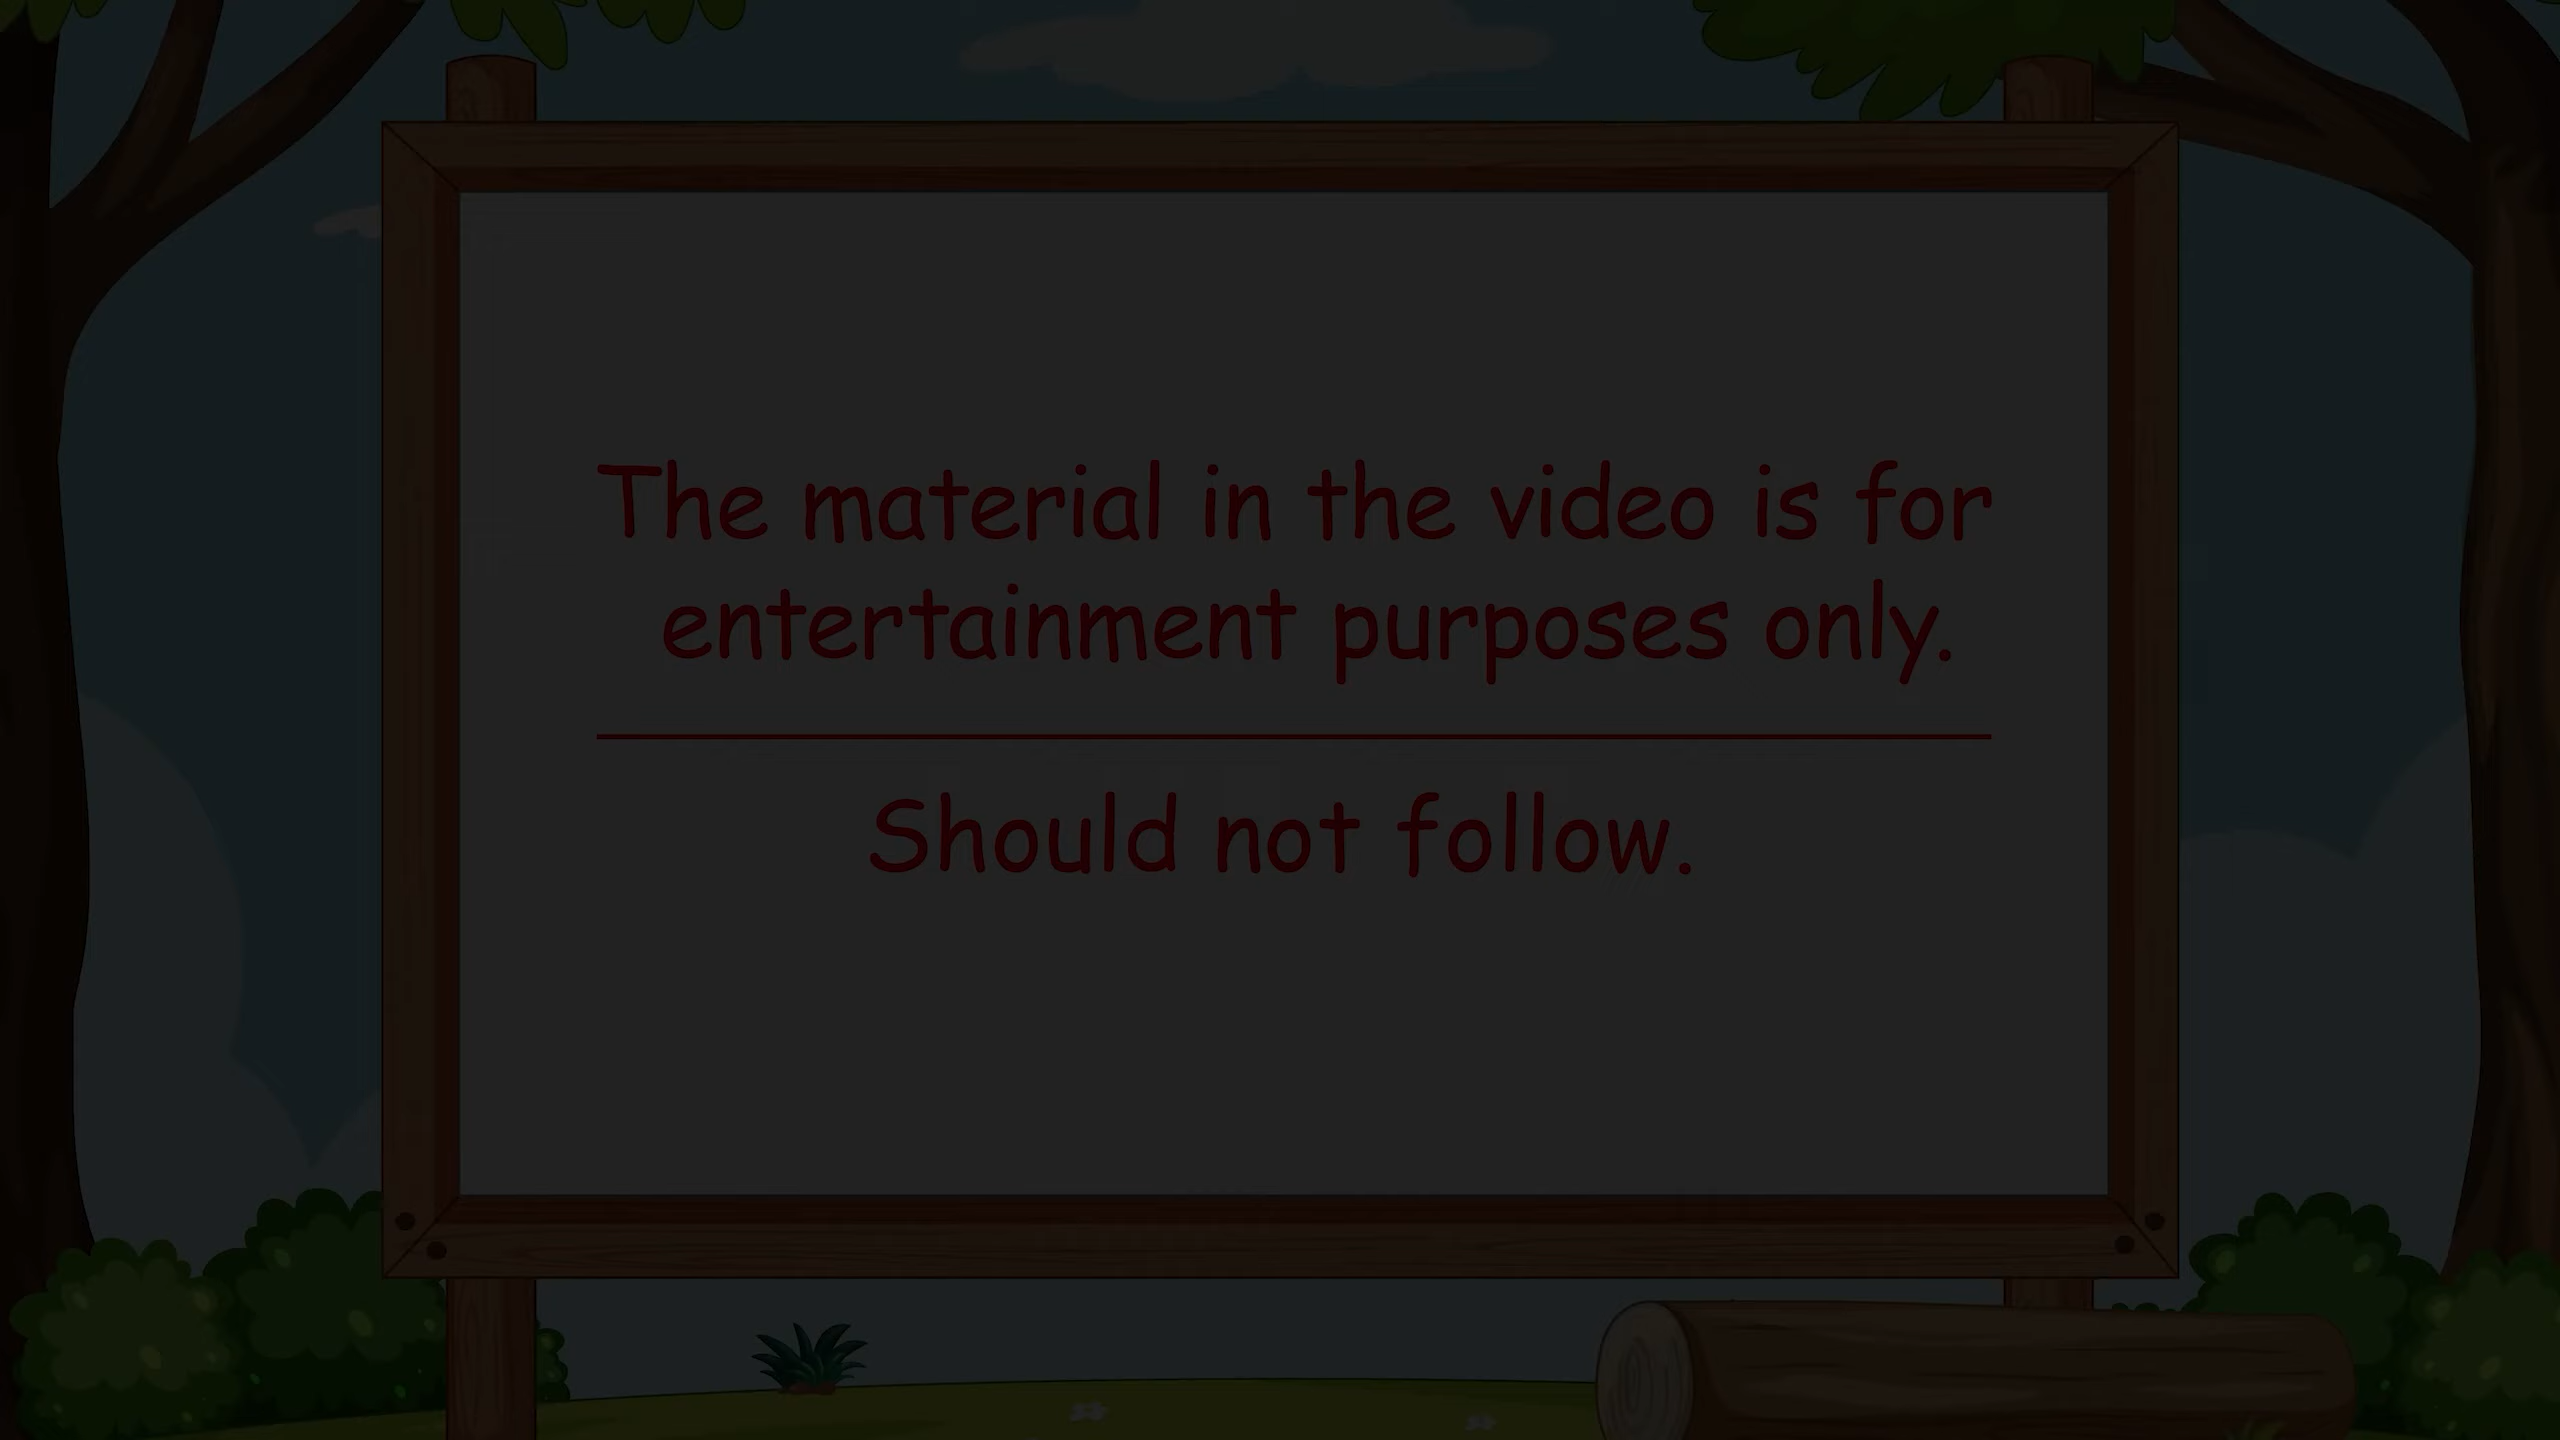 The material in the video is for
entertainment purposes only.
Should not follow.